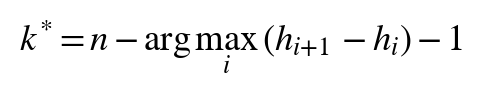 k* = n − arg max_i (h_{i+1} − h_i) − 1